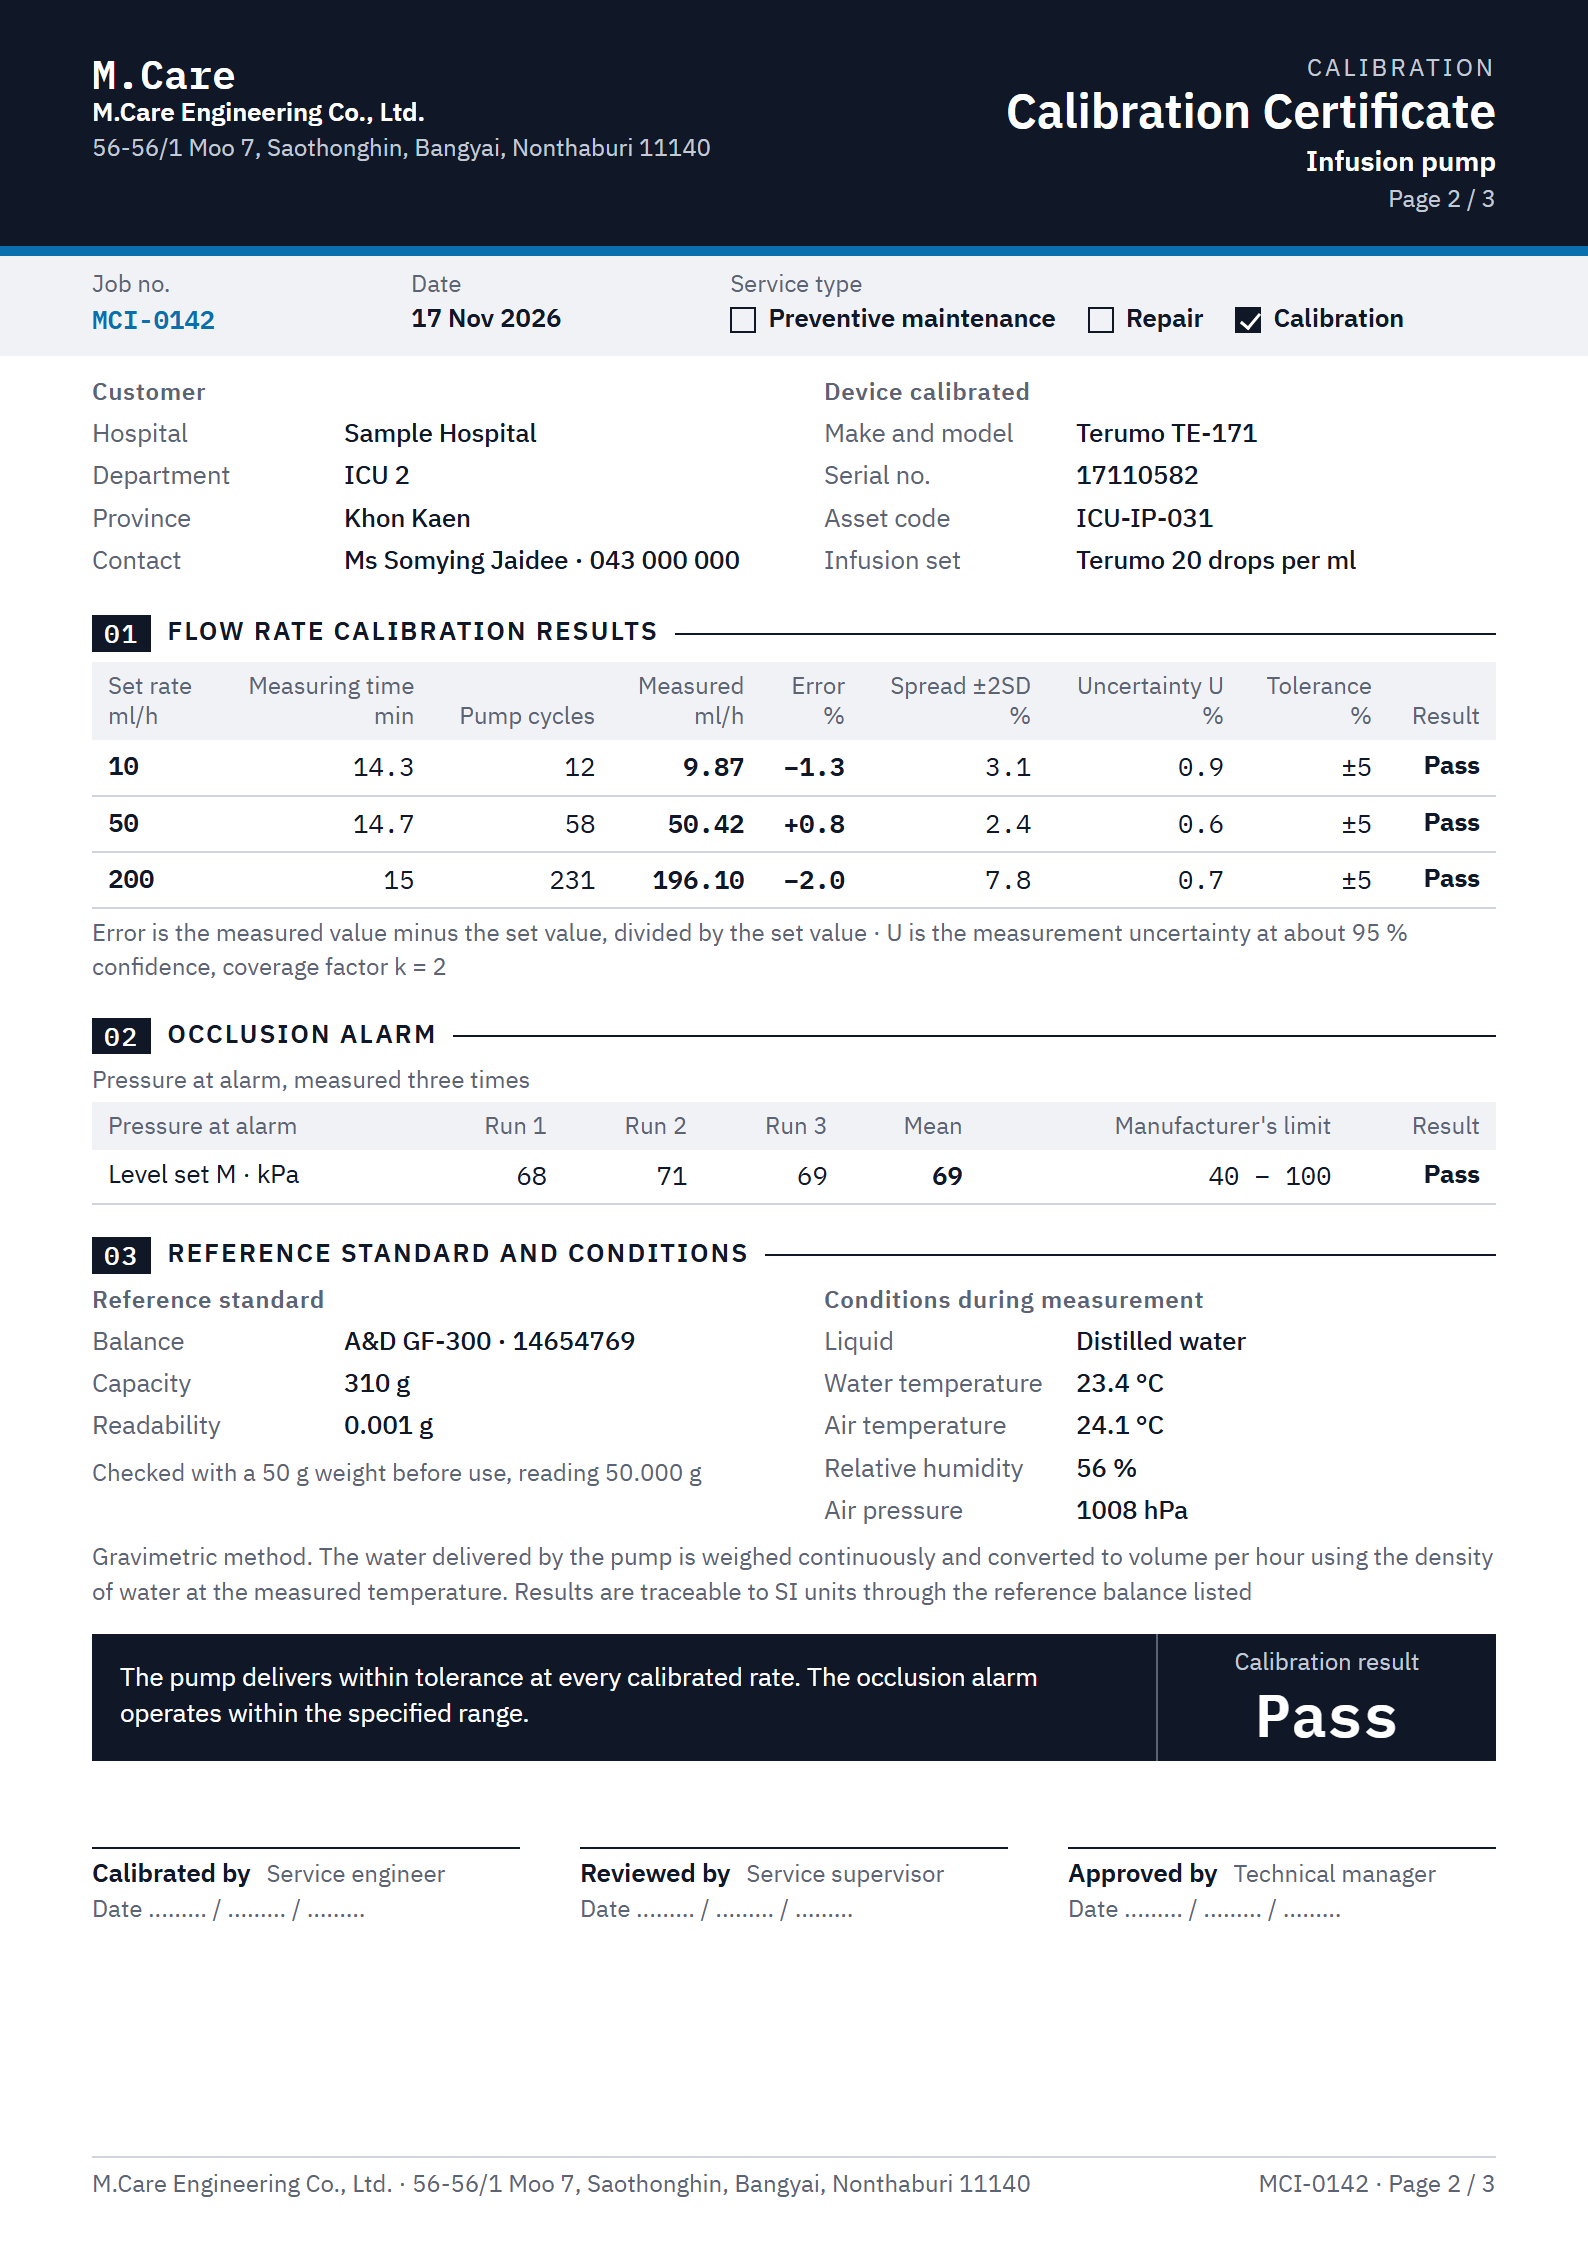 M.Care
M.Care Engineering Co., Ltd.
56-56/1 Moo 7, Saothonghin, Bangyai, Nonthaburi 11140
CALIBRATION
Calibration Certificate
Infusion pump
Page 2 / 3
Job no. Date Service type
MCI-0142 17 Nov 2026 Preventive maintenance Repair Calibration
Customer
Hospital Sample Hospital
Department ICU 2
Province Khon Kaen
Contact Ms Somying Jaidee · 043 000 000
Device calibrated
Make and model Terumo TE-171
Serial no. 17110582
Asset code ICU-IP-031
Infusion set Terumo 20 drops per ml
01 FLOW RATE CALIBRATION RESULTS
Set rate Measuring time Measured Error Spread ±2SD Uncertainty U Tolerance
ml/h min Pump cycles ml/h % % % % Result
10 14.3 12 9.87 −1.3 3.1 0.9 ±5 Pass
50 14.7 58 50.42 +0.8 2.4 0.6 ±5 Pass
200 15 231 196.10 −2.0 7.8 0.7 ±5 Pass
Error is the measured value minus the set value, divided by the set value · U is the measurement uncertainty at about 95 %
confidence, coverage factor k = 2
02 OCCLUSION ALARM
Pressure at alarm, measured three times
Pressure at alarm Run 1 Run 2 Run 3 Mean Manufacturer's limit Result
Level set M · kPa 68 71 69 69 40 – 100 Pass
03 REFERENCE STANDARD AND CONDITIONS
Reference standard
Balance A&D GF-300 · 14654769
Capacity 310 g
Readability 0.001 g
Checked with a 50 g weight before use, reading 50.000 g
Conditions during measurement
Liquid Distilled water
Water temperature 23.4 °C
Air temperature 24.1 °C
Relative humidity 56 %
Air pressure 1008 hPa
Gravimetric method. The water delivered by the pump is weighed continuously and converted to volume per hour using the density
of water at the measured temperature. Results are traceable to SI units through the reference balance listed
The pump delivers within tolerance at every calibrated rate. The occlusion alarm
operates within the specified range.
Calibration result
Pass
Calibrated by Service engineer
Date ......... / ......... / .........
Reviewed by Service supervisor
Date ......... / ......... / .........
Approved by Technical manager
Date ......... / ......... / .........
M.Care Engineering Co., Ltd. · 56-56/1 Moo 7, Saothonghin, Bangyai, Nonthaburi 11140
MCI-0142 · Page 2 / 3